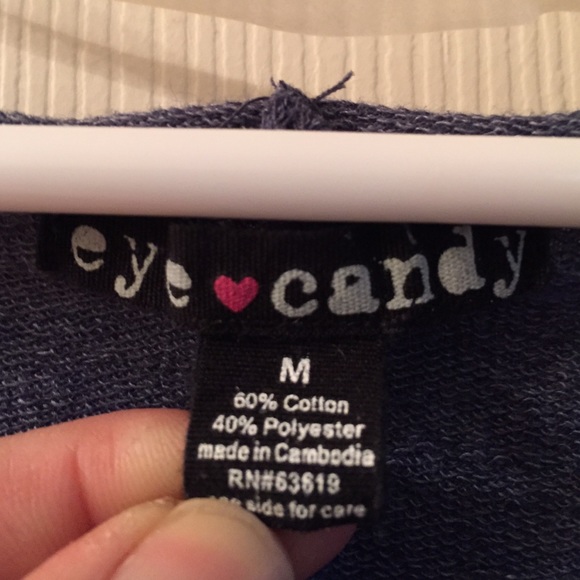 eye candy
M
60% Cotton
40% Polyester
made in Cambodia
RN#63619
side for care